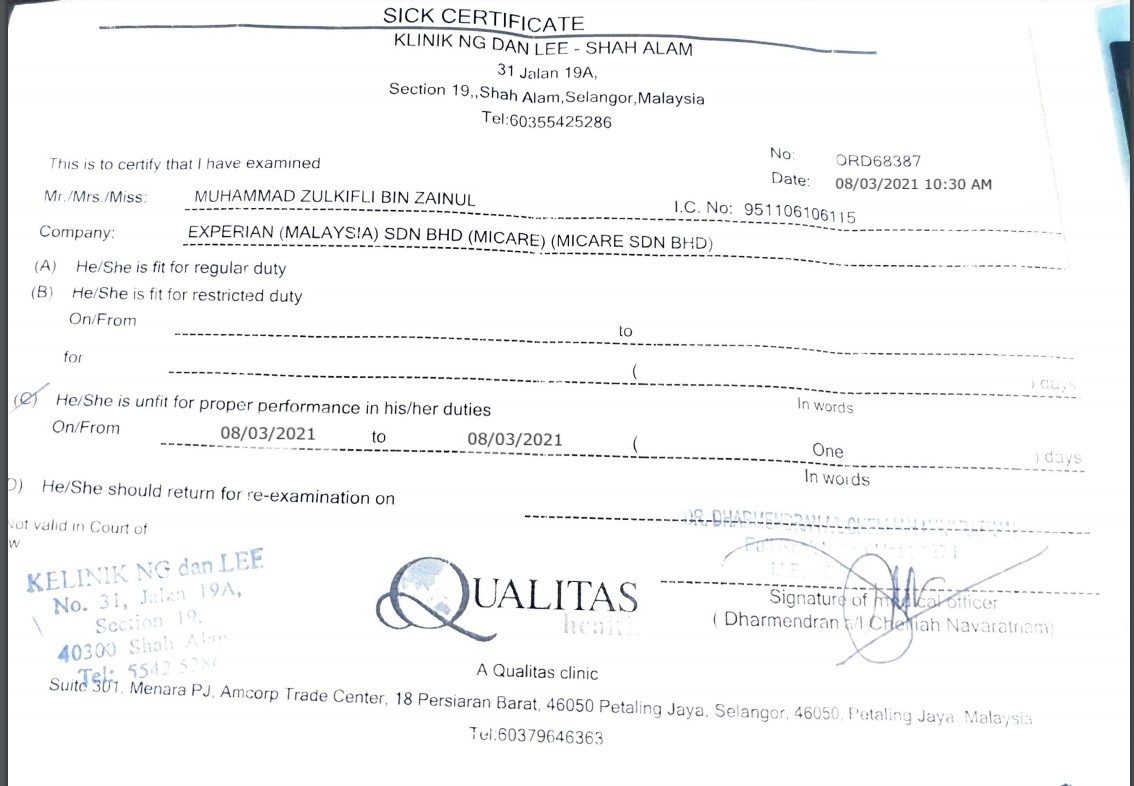 SICK CERTIFICATE
KLINIK NG DAN LEE - SHAH ALAM
31 Jalan 19A,
Section 19,,Shah Alam,Selangor,Malaysia
Tel:60355425286
This is to certify that I have examined
No: ORD68387
Date: 08/03/2021 10:30 AM
Mr./Mrs./Miss: MUHAMMAD ZULKIFLI BIN ZAINUL I.C. No: 951106106115
Company: EXPERIAN (MALAYSIA) SDN BHD (MICARE) (MICARE SDN BHD)
(A) He/She is fit for regular duty
(B) He/She is fit for restricted duty
On/From to
for ( ) days
In words
(C) He/She is unfit for proper performance in his/her duties
On/From 08/03/2021 to 08/03/2021 ( One ) days
In words
D) He/She should return for re-examination on
Not valid in Court of
KELINIK NG dan LEE
No. 31, Jalan 19A,
Section 19,
40300 Shah Alam
Tel: 5542 5286
QUALITAS
health
DR. DHARMENDRAN
Signature of medical officer
( Dharmendran a/l Cheliah Navaratnam)
A Qualitas clinic
Suite 301, Menara PJ, Amcorp Trade Center, 18 Persiaran Barat, 46050 Petaling Jaya, Selangor, 46050, Petaling Jaya Malaysia
Tel:60379646363